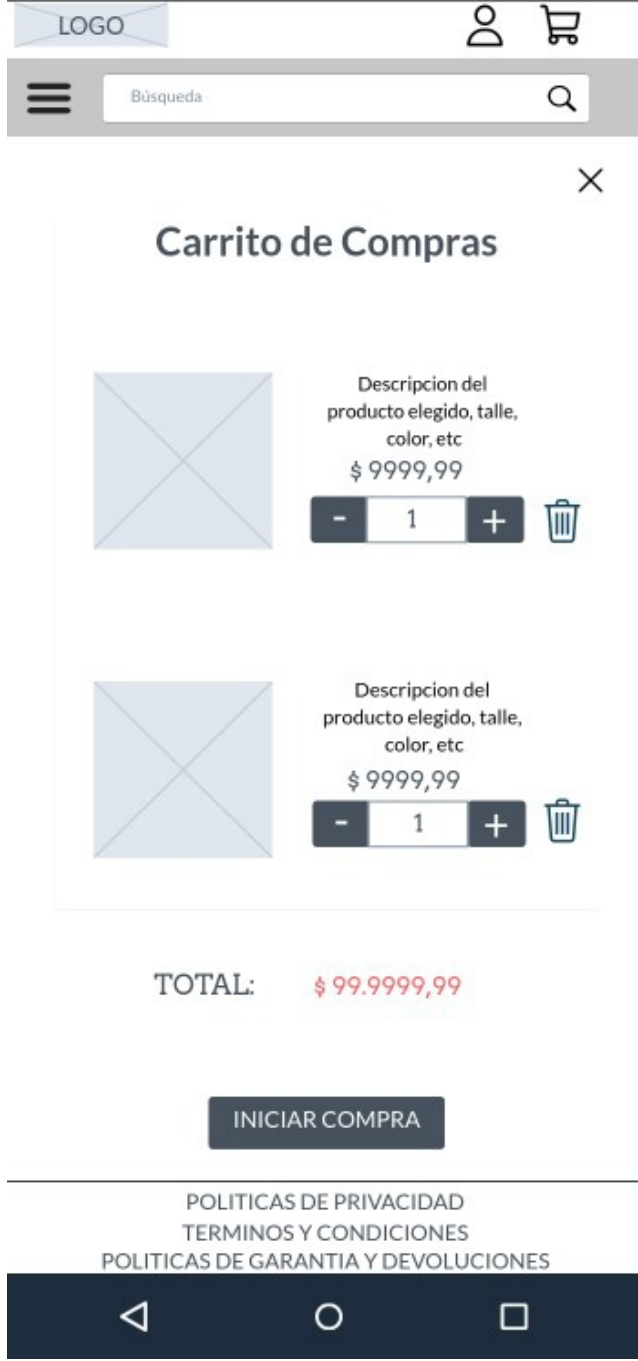 LOGO
Búsqueda
Carrito de Compras
Descripcion del
producto elegido, talle,
color, etc
$ 9999,99
- 1 +
Descripcion del
producto elegido, talle,
color, etc
$ 9999,99
- 1 +
TOTAL: $ 99.9999,99
INICIAR COMPRA
POLITICAS DE PRIVACIDAD
TERMINOS Y CONDICIONES
POLITICAS DE GARANTIA Y DEVOLUCIONES